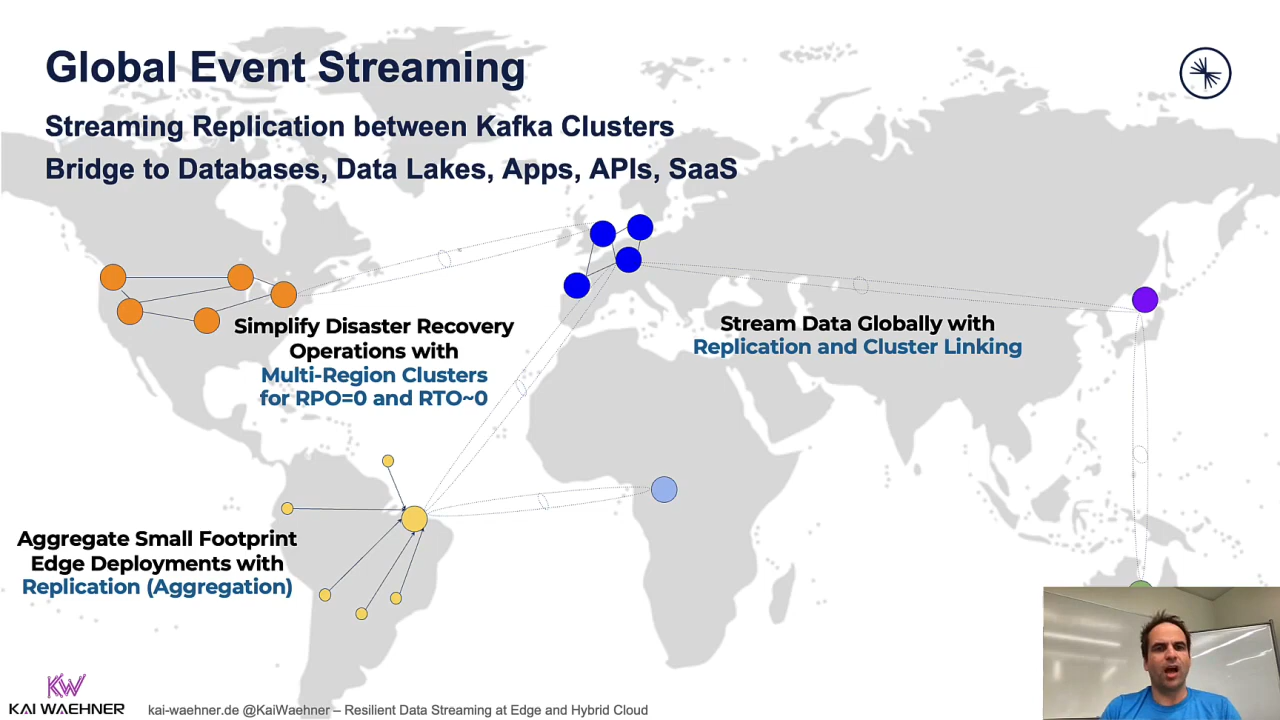 Global Event Streaming
Streaming Replication between Kafka Clusters
Bridge to Databases, Data Lakes, Apps, APIs, SaaS
Simplify Disaster Recovery
Operations with
Multi-Region Clusters
for RPO=0 and RTO~0
Stream Data Globally with
Replication and Cluster Linking
Aggregate Small Footprint
Edge Deployments with
Replication (Aggregation)
KW
KAI WAEHNER
kai-waehner.de @KaiWaehner – Resilient Data Streaming at Edge and Hybrid Cloud